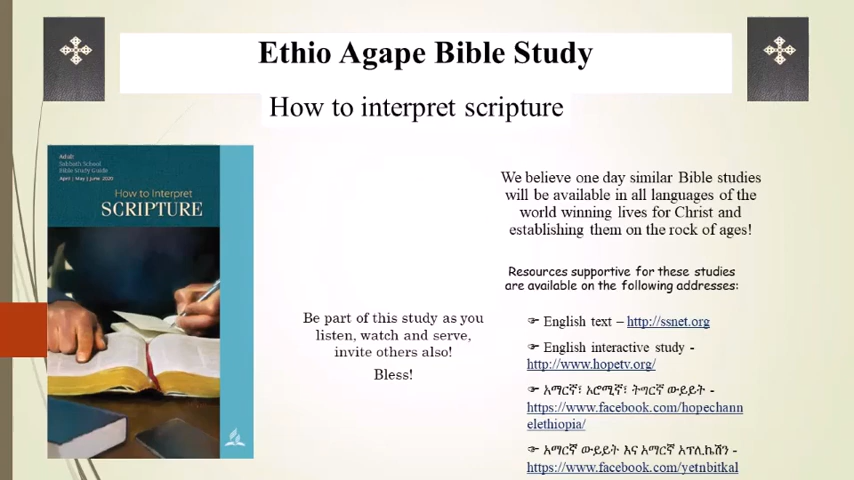 Ethio Agape Bible Study
How to interpret scripture
Adult
Sabbath School
Bible Study Guide
April | May | June 2020
How to Interpret
SCRIPTURE
We believe one day similar Bible studies
will be available in all languages of the
world winning lives for Christ and
establishing them on the rock of ages!
Resources supportive for these studies
are available on the following addresses:
Be part of this study as you
listen, watch and serve,
invite others also!
Bless!
☞ English text – http://ssnet.org
☞ English interactive study -
http://www.hopetv.org/
☞ አማርኛ፣ ኦሮሚኛ፣ ትግርኛ ውይይት -
https://www.facebook.com/hopechann
elethiopia/
☞ አማርኛ ውይይት እና አማርኛ አፕሊኬሽን -
https://www.facebook.com/yetnbitkal